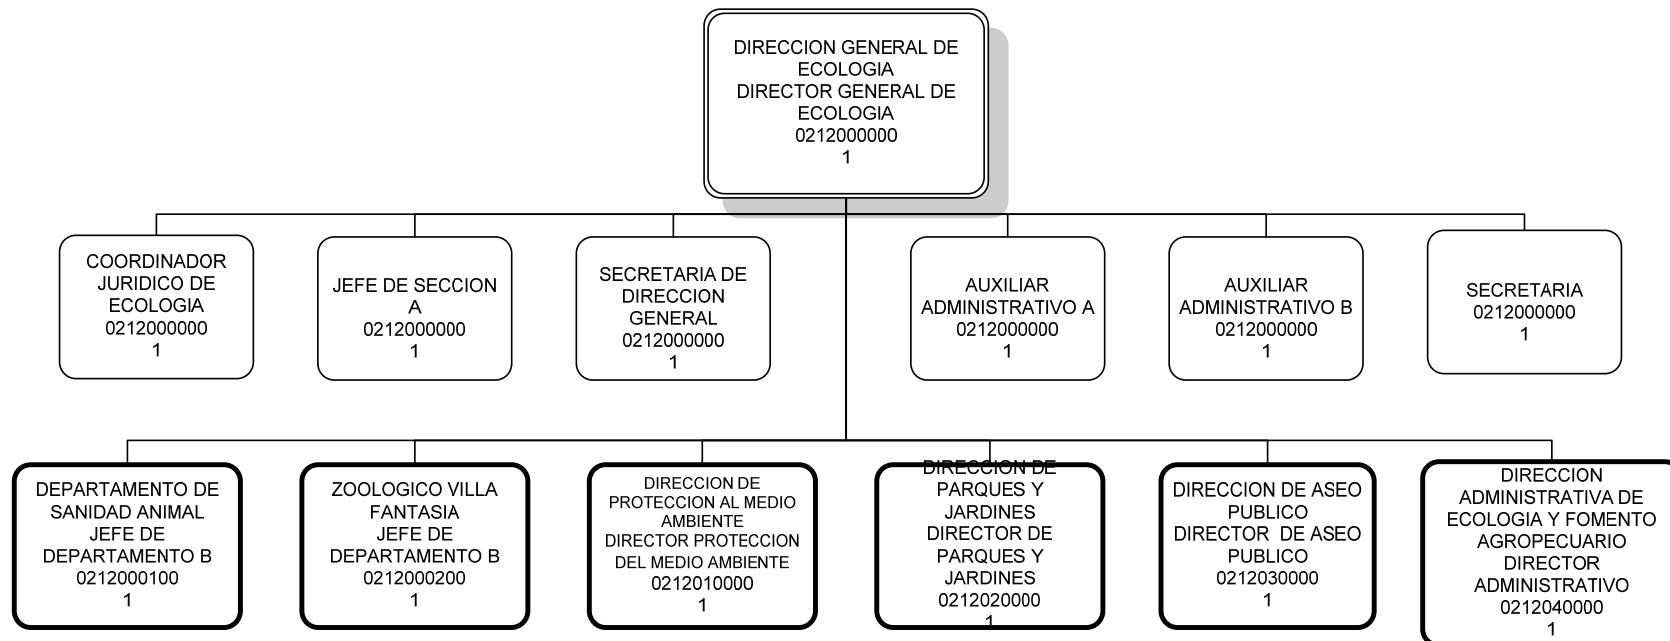 DIRECCION GENERAL DE
ECOLOGIA
DIRECTOR GENERAL DE
ECOLOGIA
0212000000
1
COORDINADOR
JURIDICO DE
ECOLOGIA
0212000000
1
JEFE DE SECCION
A
0212000000
1
SECRETARIA DE
DIRECCION
GENERAL
0212000000
1
AUXILIAR
ADMINISTRATIVO A
0212000000
1
AUXILIAR
ADMINISTRATIVO B
0212000000
1
SECRETARIA
0212000000
1
DEPARTAMENTO DE
SANIDAD ANIMAL
JEFE DE
DEPARTAMENTO B
0212000100
1
ZOOLOGICO VILLA
FANTASIA
JEFE DE
DEPARTAMENTO B
0212000200
1
DIRECCION DE
PROTECCION AL MEDIO
AMBIENTE
DIRECTOR PROTECCION
DEL MEDIO AMBIENTE
0212010000
1
DIRECCION DE
PARQUES Y
JARDINES
DIRECTOR DE
PARQUES Y
JARDINES
0212020000
1
DIRECCION DE ASEO
PUBLICO
DIRECTOR  DE ASEO
PUBLICO
0212030000
1
DIRECCION
ADMINISTRATIVA DE
ECOLOGIA Y FOMENTO
AGROPECUARIO
DIRECTOR
ADMINISTRATIVO
0212040000
1